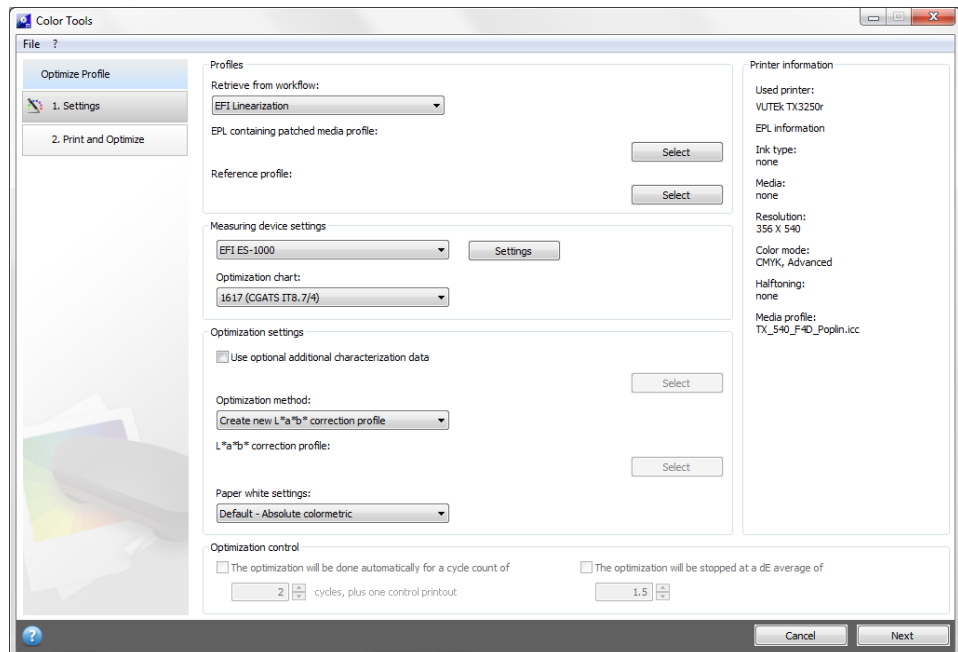 Color Tools
File ?
Optimize Profile
1. Settings
2. Print and Optimize
Profiles
Retrieve from workflow:
EFI Linearization
EPL containing patched media profile:
Select
Reference profile:
Select
Measuring device settings
EFI ES-1000
Settings
Optimization chart:
1617 (CGATS IT8.7/4)
Optimization settings
Use optional additional characterization data
Select
Optimization method:
Create new L*a*b* correction profile
L*a*b* correction profile:
Select
Paper white settings:
Default - Absolute colormetric
Optimization control
The optimization will be done automatically for a cycle count of
2 cycles, plus one control printout
The optimization will be stopped at a dE average of
1.5
Printer information
Used printer:
VUTEk TX3250r
EPL information
Ink type:
none
Media:
none
Resolution:
356 X 540
Color mode:
CMYK, Advanced
Halftoning:
none
Media profile:
TX_540_F4D_Poplin.icc
?
Cancel
Next